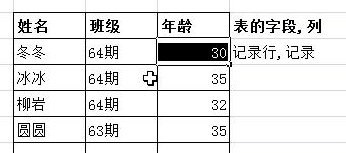 姓名 班级 年龄 表的字段,列
冬冬 64期 30 记录行,记录
冰冰 64期 35
柳岩 64期 32
圆圆 63期 35